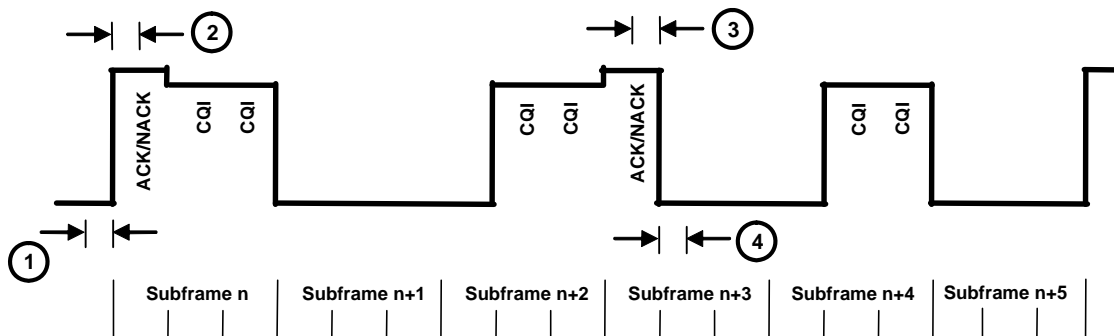 2
3
ACK/NACK
CQI
CQI
CQI
CQI
ACK/NACK
CQI
CQI
1
4
Subframe n
Subframe n+1
Subframe n+2
Subframe n+3
Subframe n+4
Subframe n+5